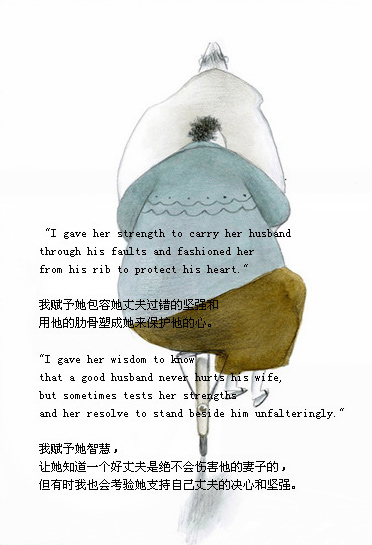 "I gave her strength to carry her husband
through his faults and fashioned her
from his rib to protect his heart."
我赋予她包容她丈夫过错的坚强和
用他的肋骨塑成她来保护他的心。
"I gave her wisdom to know
that a good husband never hurts his wife,
but sometimes tests her strengths
and her resolve to stand beside him unfalteringly."
我赋予她智慧，
让她知道一个好丈夫是绝不会伤害他的妻子的，
但有时我也会考验她支持自己丈夫的决心和坚强。